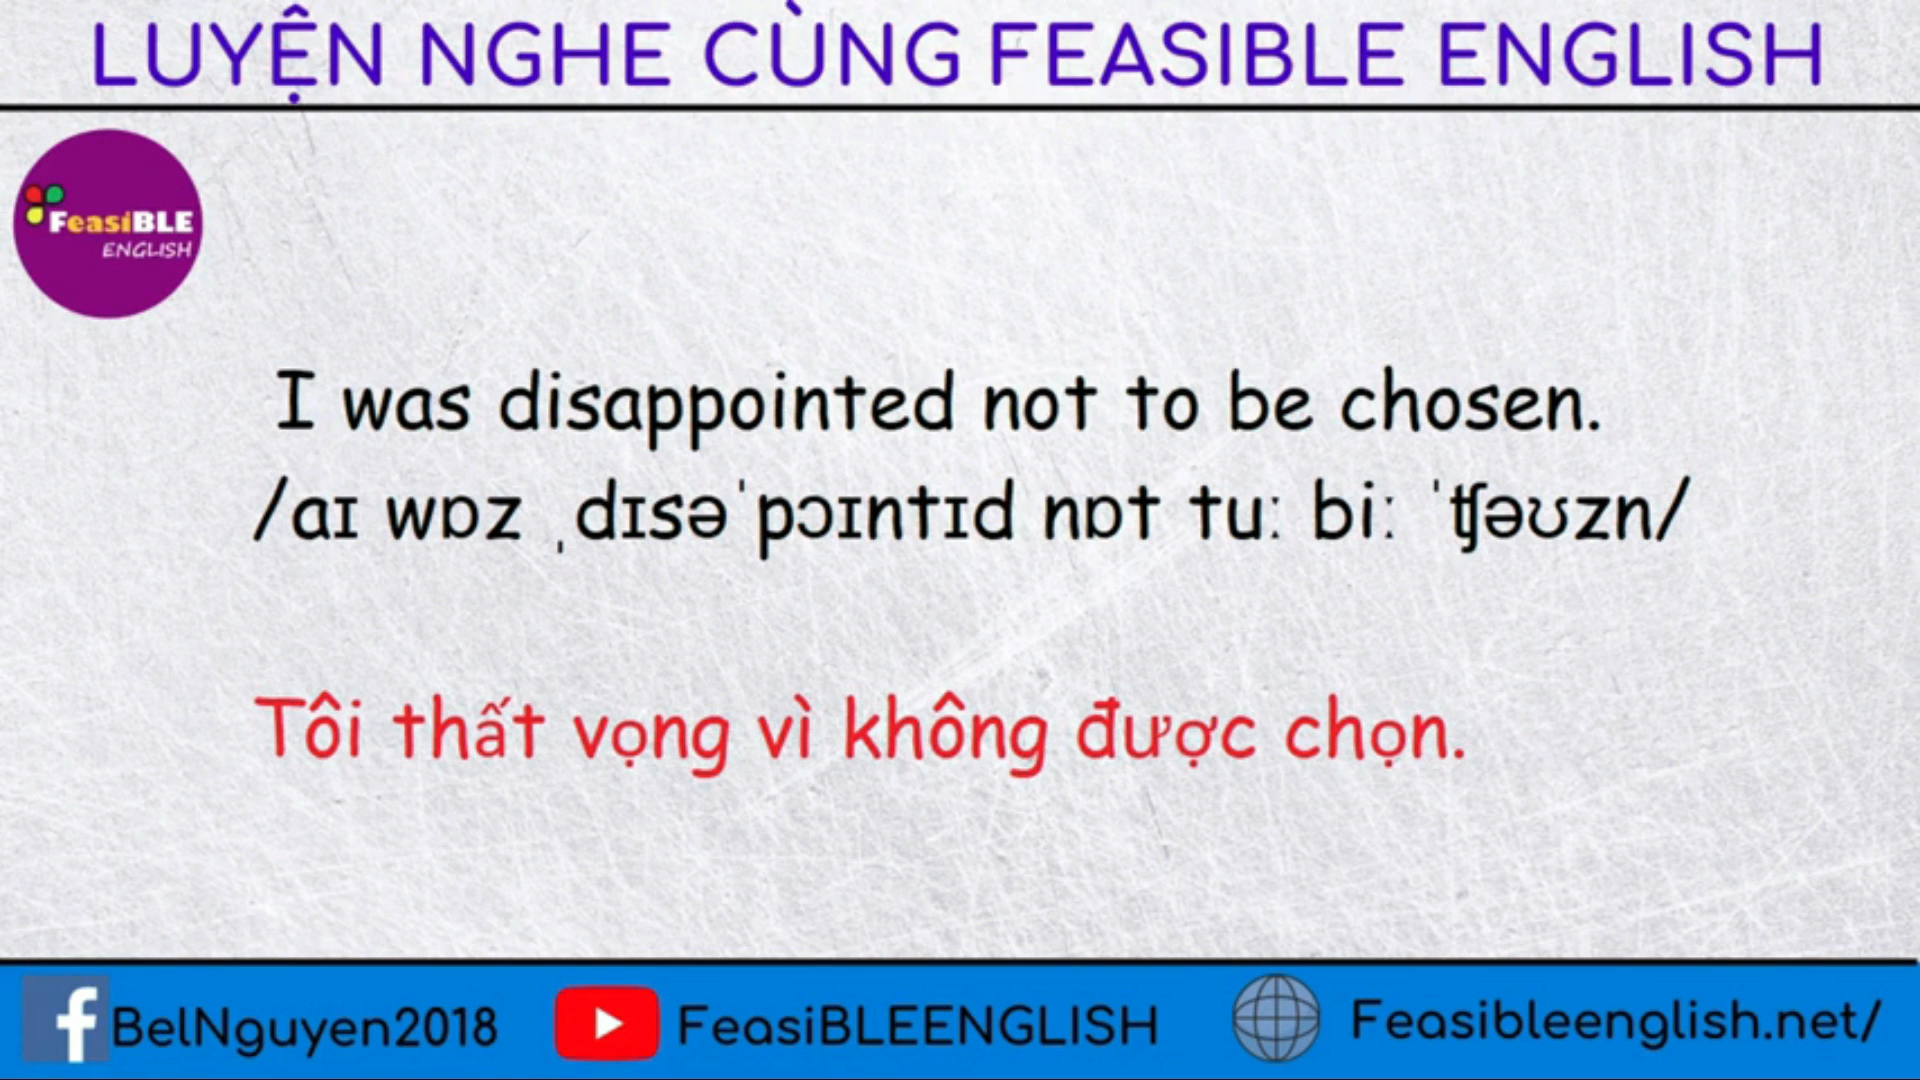 LUYỆN NGHE CÙNG FEASIBLE ENGLISH
FeasiBLE
ENGLISH
I was disappointed not to be chosen.
/aɪ wɒz ˌdɪsəˈpɔɪntɪd nɒt tuː biː ˈʧəʊzn/
Tôi thất vọng vì không được chọn.
BelNguyen2018 FeasiBLEENGLISH Feasibleenglish.net/